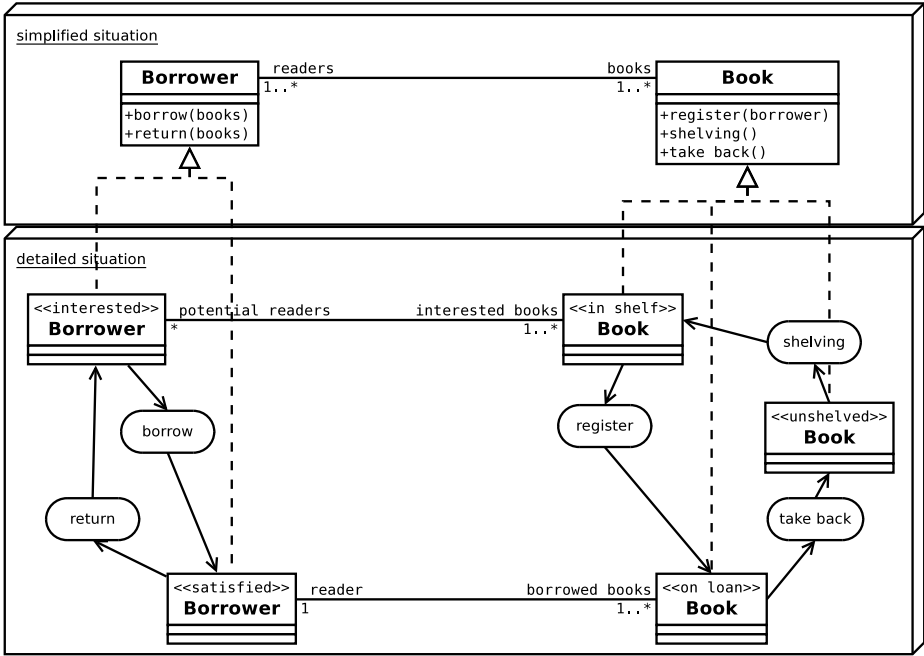 simplified situation
Borrower
readers
books
1..*
1..*
Book
+borrow(books)
+return(books)
+register(borrower)
+shelving()
+take back()
detailed situation
<<interested>>
Borrower
potential readers
interested books
*
1..*
<<in shelf>>
Book
shelving
borrow
register
<<unshelved>>
Book
return
take back
<<satisfied>>
Borrower
reader
borrowed books
1
1..*
<<on loan>>
Book